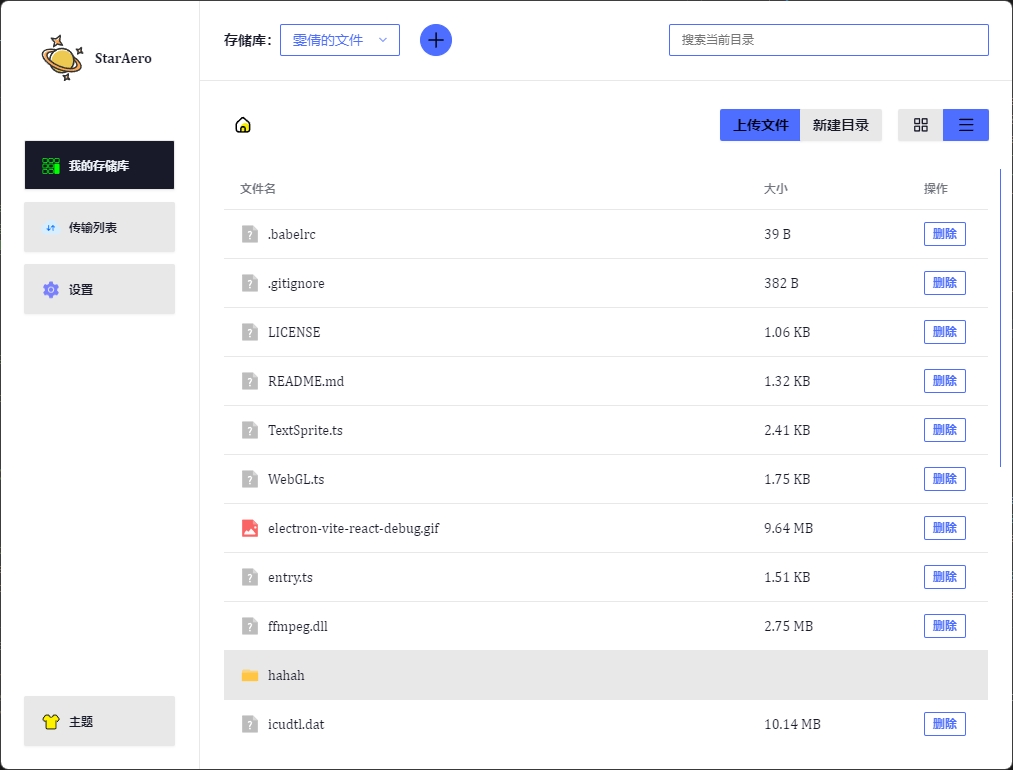 StarAero
存储库： 雯倩的文件
搜索当前目录
我的存储库
传输列表
设置
主题
上传文件 新建目录
文件名 大小 操作
.babelrc 39 B 删除
.gitignore 382 B 删除
LICENSE 1.06 KB 删除
README.md 1.32 KB 删除
TextSprite.ts 2.41 KB 删除
WebGL.ts 1.75 KB 删除
electron-vite-react-debug.gif 9.64 MB 删除
entry.ts 1.51 KB 删除
ffmpeg.dll 2.75 MB 删除
hahah
icudtl.dat 10.14 MB 删除